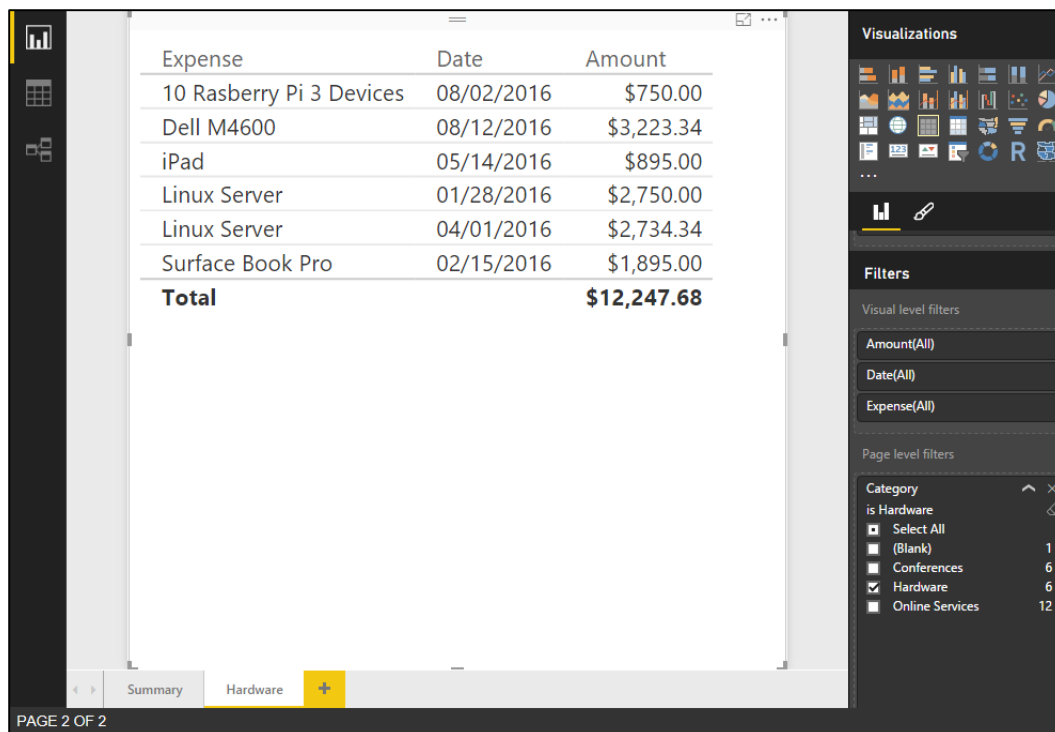 Expense Date Amount
10 Rasberry Pi 3 Devices 08/02/2016 $750.00
Dell M4600 08/12/2016 $3,223.34
iPad 05/14/2016 $895.00
Linux Server 01/28/2016 $2,750.00
Linux Server 04/01/2016 $2,734.34
Surface Book Pro 02/15/2016 $1,895.00
Total $12,247.68
Summary Hardware +
PAGE 2 OF 2
Visualizations
123
R
...
Filters
Visual level filters
Amount(All)
Date(All)
Expense(All)
Page level filters
Category
is Hardware
Select All
(Blank) 1
Conferences 6
Hardware 6
Online Services 12